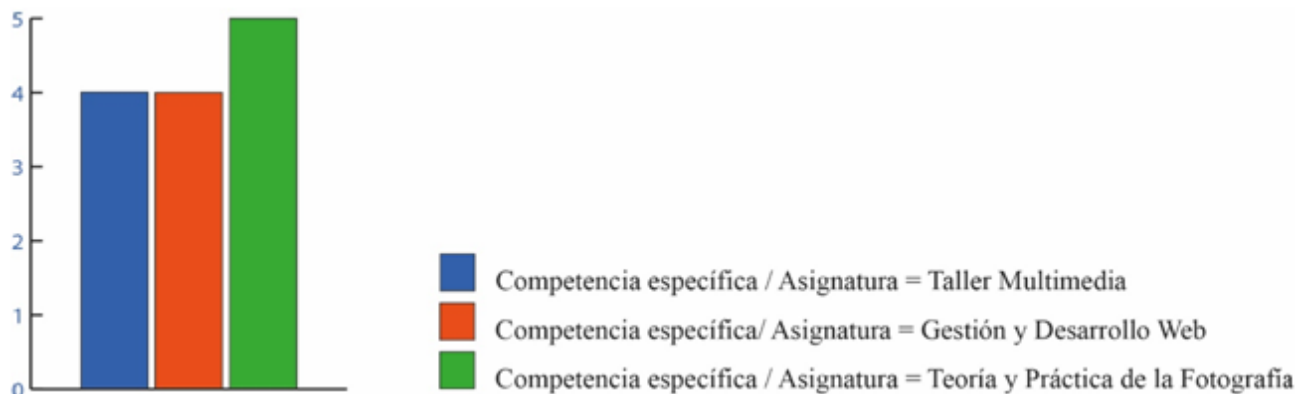 5
4
3
2
1
0
Competencia específica / Asignatura = Taller Multimedia
Competencia específica/ Asignatura = Gestión y Desarrollo Web
Competencia específica / Asignatura = Teoría y Práctica de la Fotografía